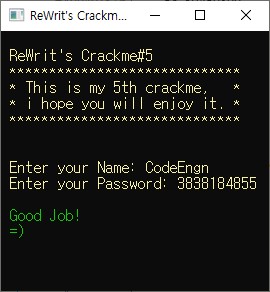 ReWrit's Crackme...
ReWrit's Crackme#5
*****************************
* This is my 5th crackme,   *
* i hope you will enjoy it. *
*****************************
Enter your Name: CodeEngn
Enter your Password: 3838184855
Good Job!
=)